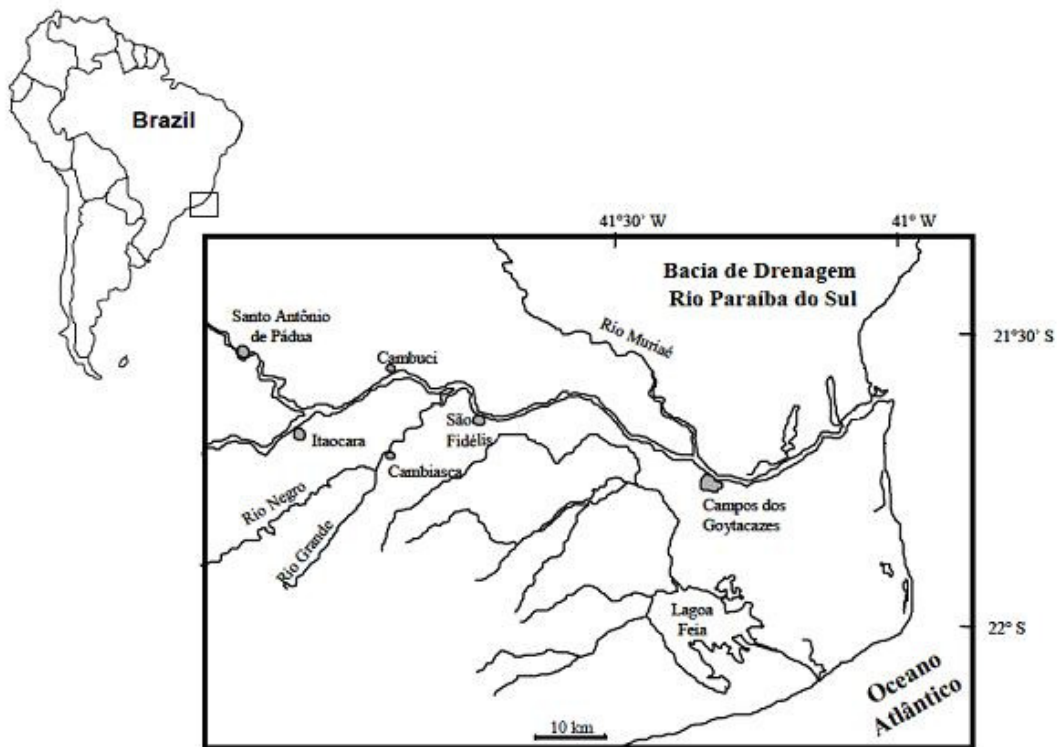 Brazil
41°30' W
41° W
Bacia de Drenagem
Rio Paraíba do Sul
Santo Antônio
de Pádua
Rio Muriaé
21°30' S
Cambuci
São
Fidélis
Itaocara
Cambiasca
Rio Negro
Campos dos
Goytacazes
Rio Grande
Lagoa
Feia
22° S
Oceano
Atlântico
10 km